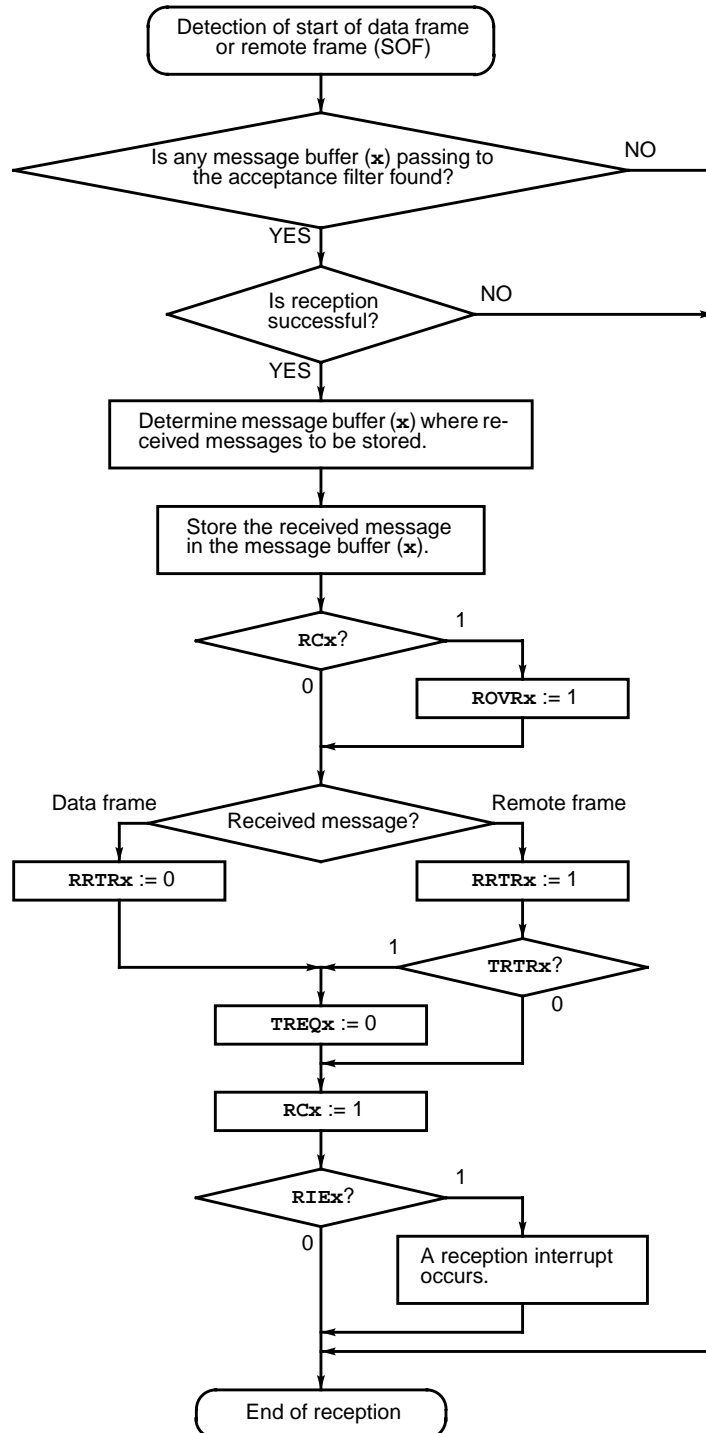 Detection of start of data frame
or remote frame (SOF)
Is any message buffer (x) passing to
the acceptance filter found?
NO
YES
Is reception
successful?
NO
YES
Determine message buffer (x) where re-
ceived messages to be stored.
Store the received message
in the message buffer (x).
RCx?
1
0
ROVRx := 1
Data frame
Received message?
Remote frame
RRTRx := 0
RRTRx := 1
1
TRTRx?
0
TREQx := 0
RCx := 1
RIEx?
1
0
A reception interrupt
occurs.
End of reception